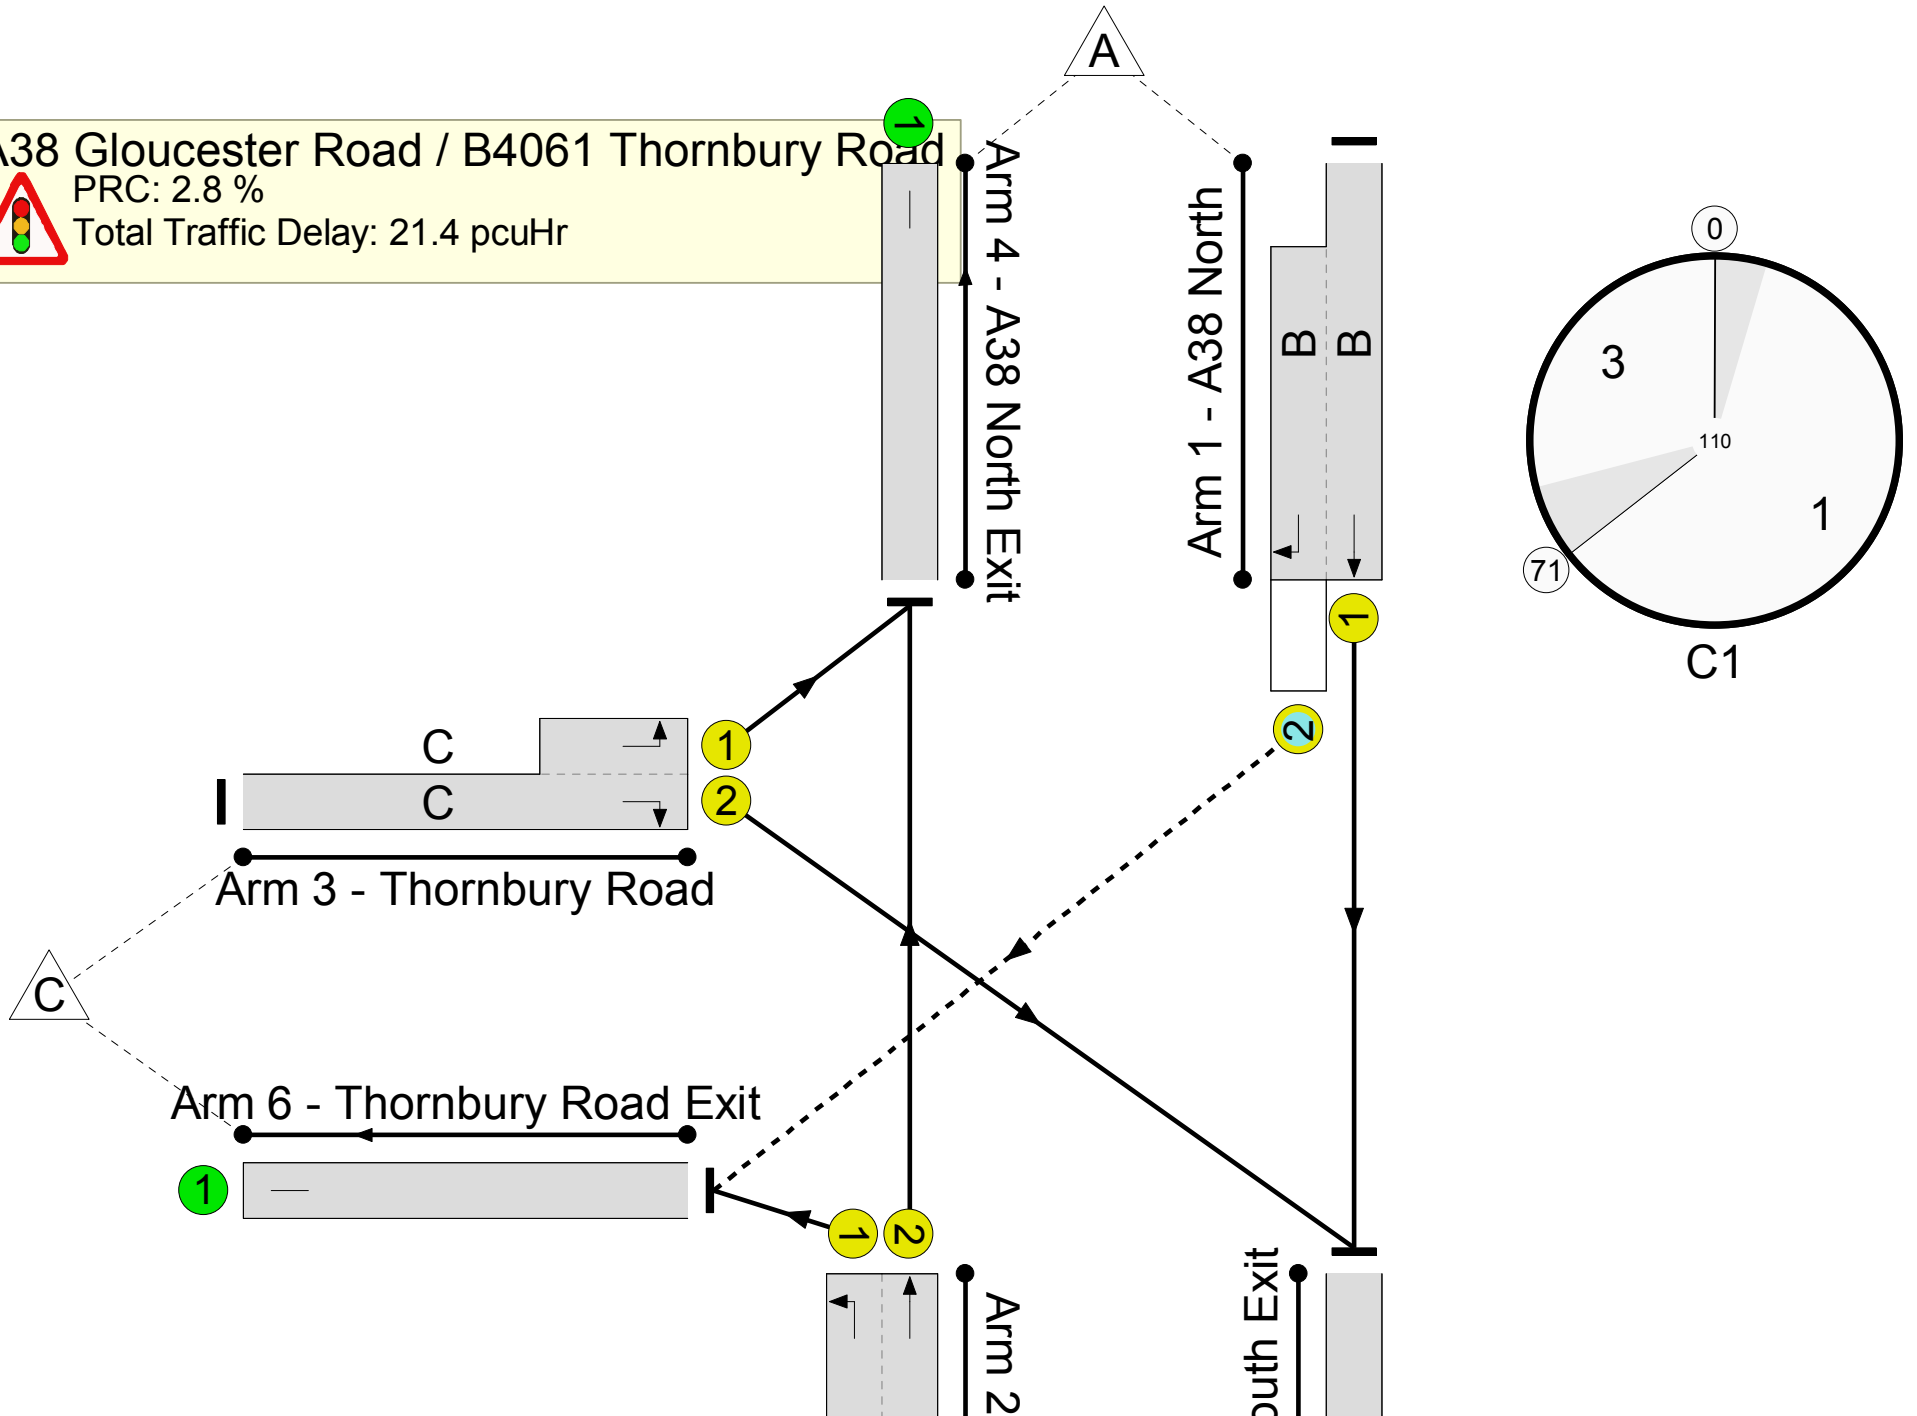 A
A38 Gloucester Road / B4061 Thornbury Road
PRC: 2.8 %
Total Traffic Delay: 21.4 pcuHr
1
Arm 4 - A38 North Exit
Arm 1 - A38 North
B
B
1
2
0
3
110
1
71
C1
C
C
1
2
Arm 3 - Thornbury Road
C
Arm 6 - Thornbury Road Exit
1
1
2
Arm 2
outh Exit